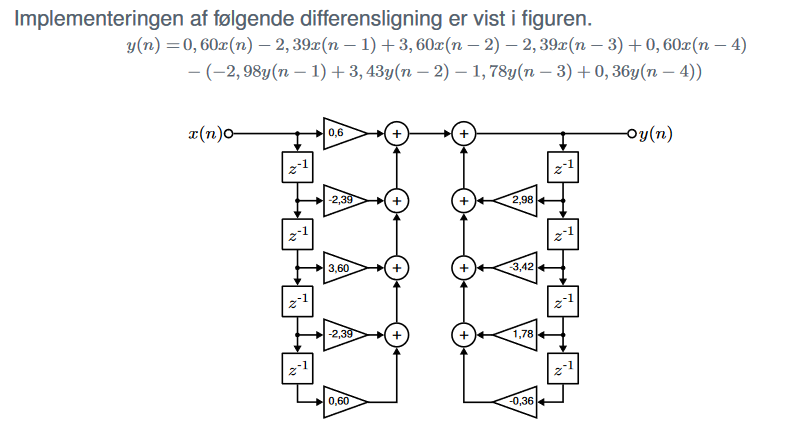 Implementeringen af følgende differensligning er vist i figuren.
y(n) = 0, 60x(n) − 2, 39x(n − 1) + 3, 60x(n − 2) − 2, 39x(n − 3) + 0, 60x(n − 4)
− (−2, 98y(n − 1) + 3, 43y(n − 2) − 1, 78y(n − 3) + 0, 36y(n − 4))
x(n) 0,6 + + y(n)
z⁻¹ z⁻¹
-2,39 + + 2,98
z⁻¹ z⁻¹
3,60 + + -3,42
z⁻¹ z⁻¹
-2,39 + + 1,78
z⁻¹ z⁻¹
0,60 -0,36